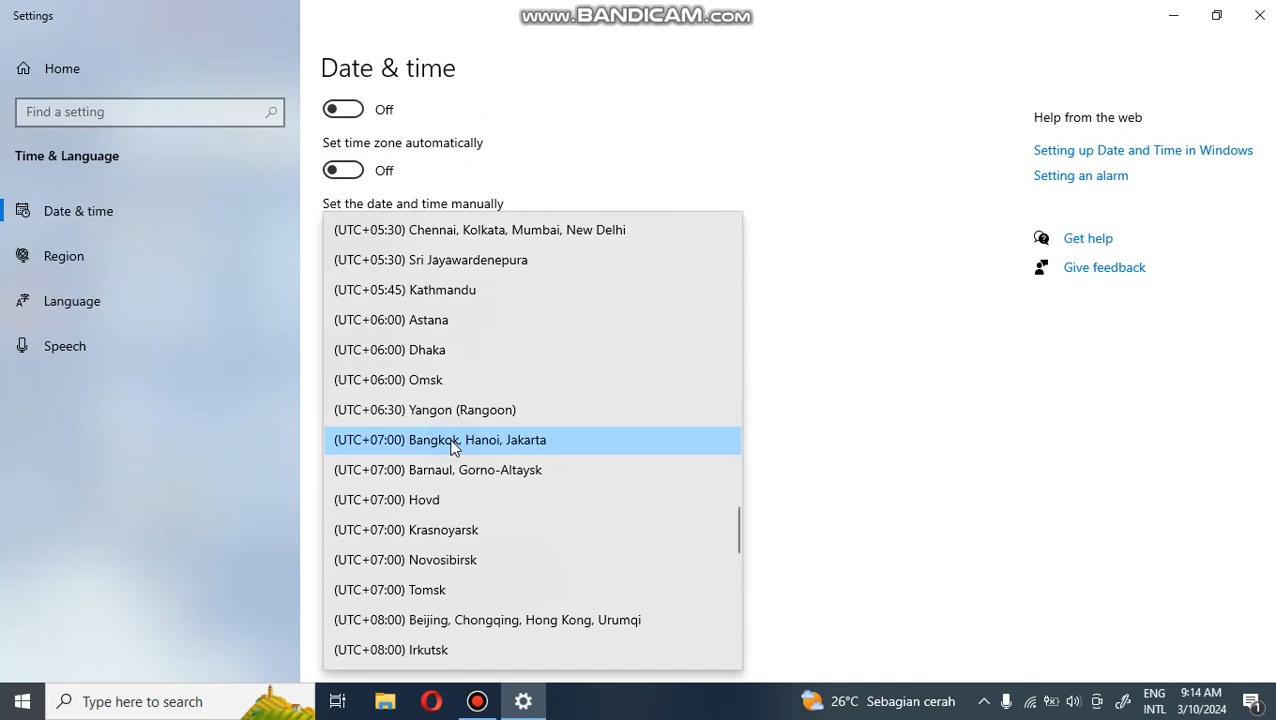 Settings
www.BANDICAM.com
Home
Find a setting
Time & Language
Date & time
Region
Language
Speech
Date & time
Off
Set time zone automatically
Off
Set the date and time manually
(UTC+05:30) Chennai, Kolkata, Mumbai, New Delhi
(UTC+05:30) Sri Jayawardenepura
(UTC+05:45) Kathmandu
(UTC+06:00) Astana
(UTC+06:00) Dhaka
(UTC+06:00) Omsk
(UTC+06:30) Yangon (Rangoon)
(UTC+07:00) Bangkok, Hanoi, Jakarta
(UTC+07:00) Barnaul, Gorno-Altaysk
(UTC+07:00) Hovd
(UTC+07:00) Krasnoyarsk
(UTC+07:00) Novosibirsk
(UTC+07:00) Tomsk
(UTC+08:00) Beijing, Chongqing, Hong Kong, Urumqi
(UTC+08:00) Irkutsk
Help from the web
Setting up Date and Time in Windows
Setting an alarm
Get help
Give feedback
Type here to search
26°C Sebagian cerah
ENG
INTL
9:14 AM
3/10/2024
1